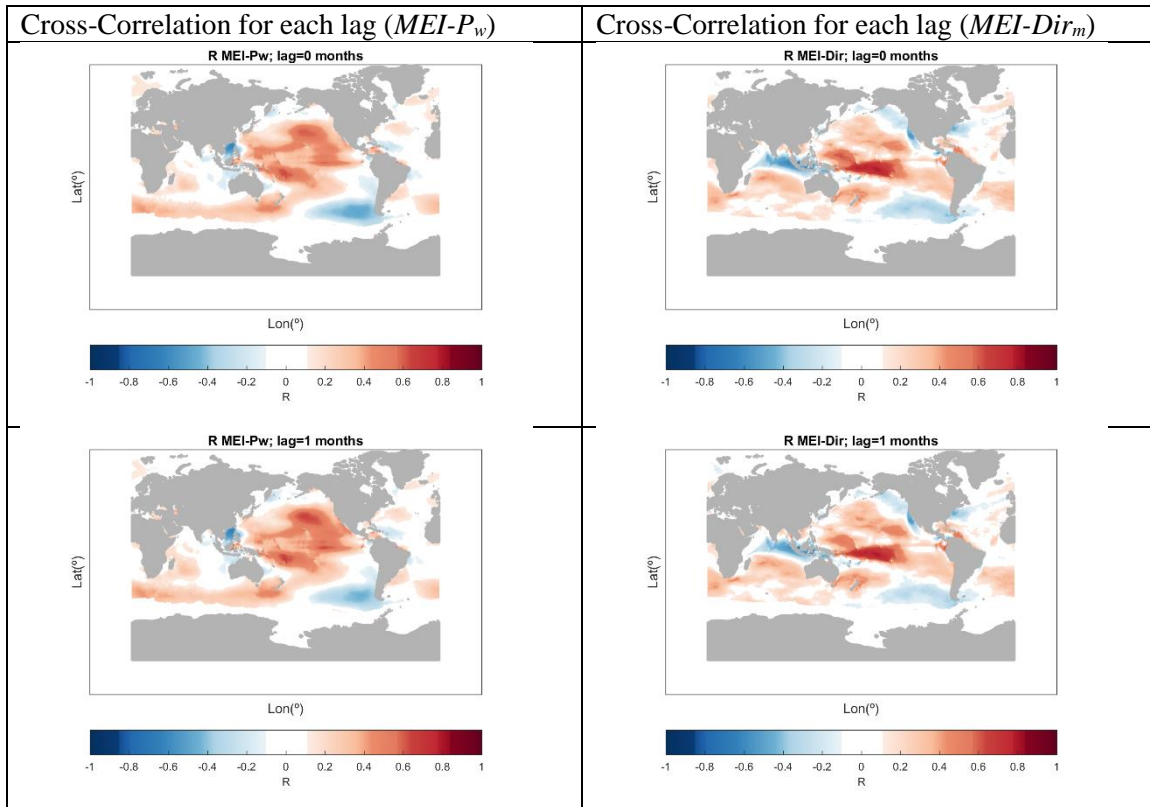 Cross-Correlation for each lag (MEI-Pw)
Cross-Correlation for each lag (MEI-Dirm)
R MEI-Pw; lag=0 months
Lat(º)
Lon(º)
-1 -0.8 -0.6 -0.4 -0.2 0 0.2 0.4 0.6 0.8 1
R
R MEI-Dir; lag=0 months
Lat(º)
Lon(º)
-1 -0.8 -0.6 -0.4 -0.2 0 0.2 0.4 0.6 0.8 1
R
R MEI-Pw; lag=1 months
Lat(º)
Lon(º)
-1 -0.8 -0.6 -0.4 -0.2 0 0.2 0.4 0.6 0.8 1
R
R MEI-Dir; lag=1 months
Lat(º)
Lon(º)
-1 -0.8 -0.6 -0.4 -0.2 0 0.2 0.4 0.6 0.8 1
R